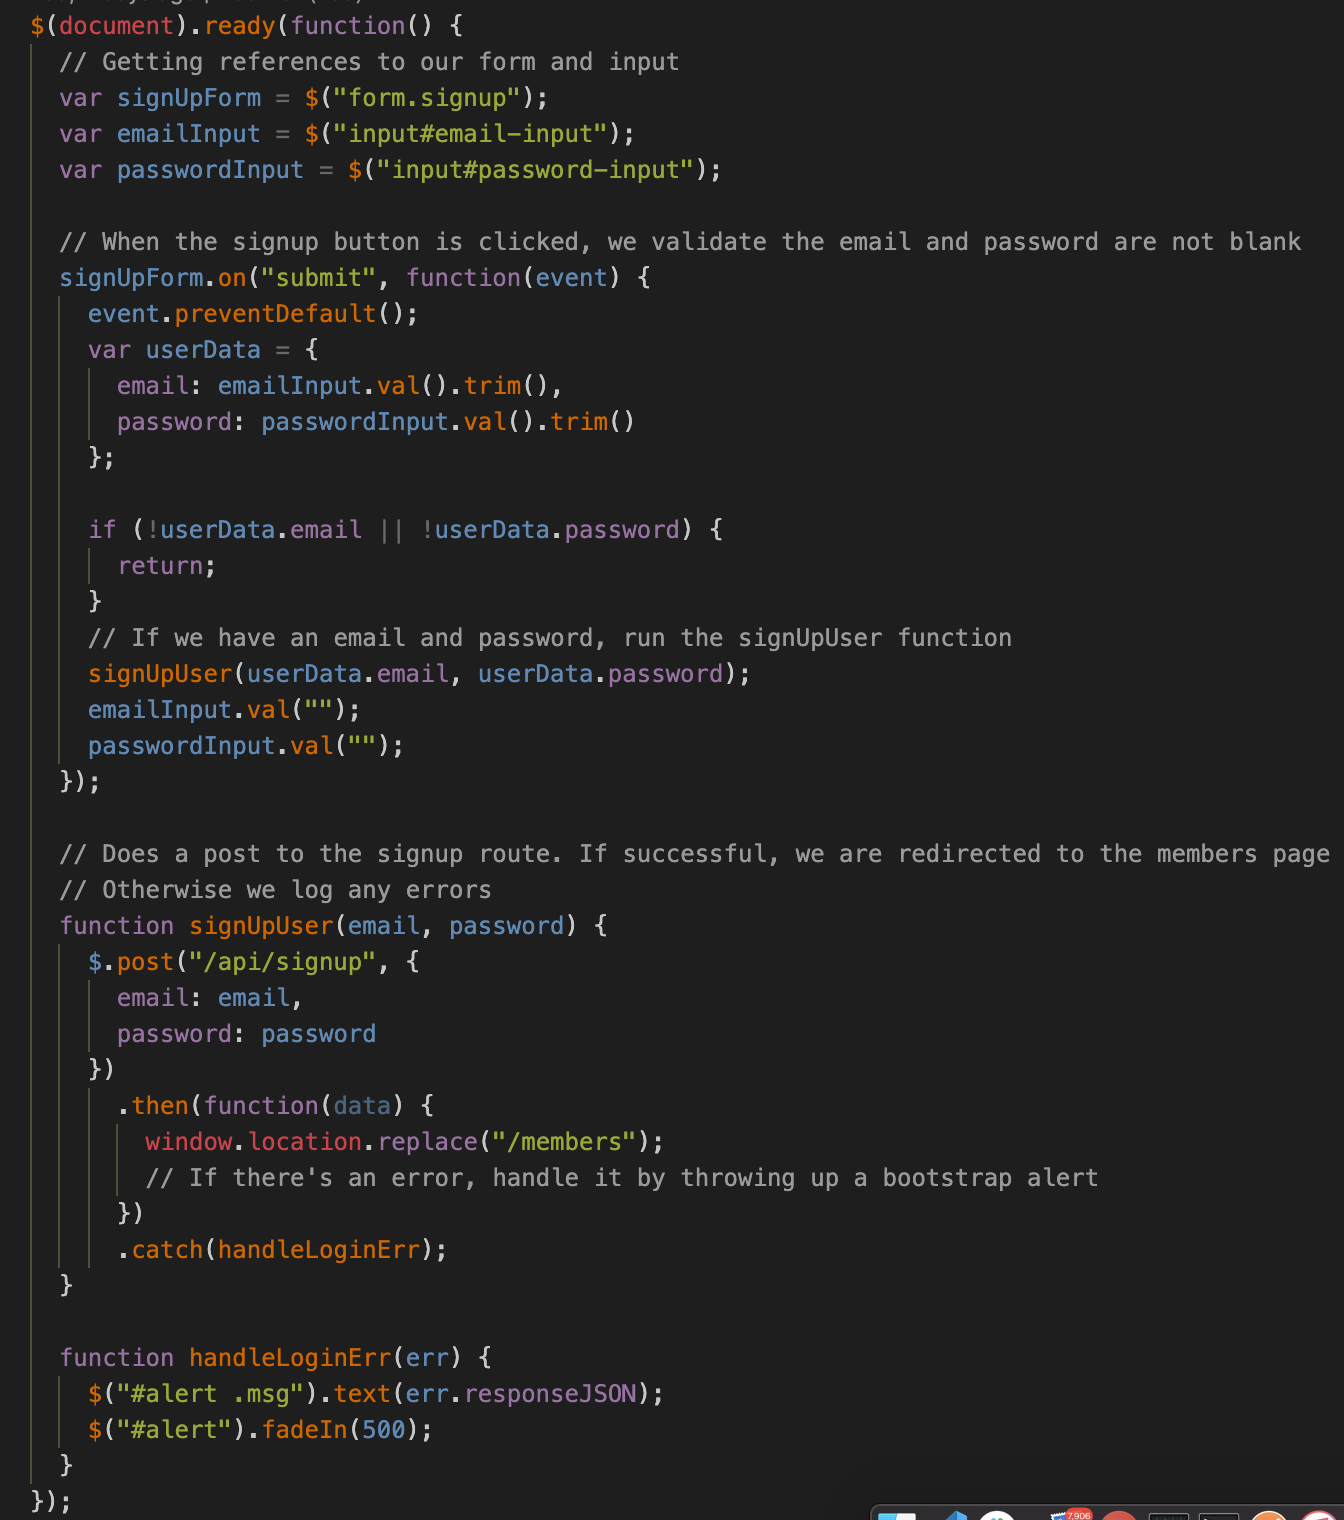 $(document).ready(function() {
// Getting references to our form and input
var signUpForm = $("form.signup");
var emailInput = $("input#email-input");
var passwordInput = $("input#password-input");
// When the signup button is clicked, we validate the email and password are not blank
signUpForm.on("submit", function(event) {
event.preventDefault();
var userData = {
email: emailInput.val().trim(),
password: passwordInput.val().trim()
};
if (!userData.email || !userData.password) {
return;
}
// If we have an email and password, run the signUpUser function
signUpUser(userData.email, userData.password);
emailInput.val("");
passwordInput.val("");
});
// Does a post to the signup route. If successful, we are redirected to the members page
// Otherwise we log any errors
function signUpUser(email, password) {
$.post("/api/signup", {
email: email,
password: password
})
.then(function(data) {
window.location.replace("/members");
// If there's an error, handle it by throwing up a bootstrap alert
})
.catch(handleLoginErr);
}
function handleLoginErr(err) {
$("#alert .msg").text(err.responseJSON);
$("#alert").fadeIn(500);
}
});
7,906